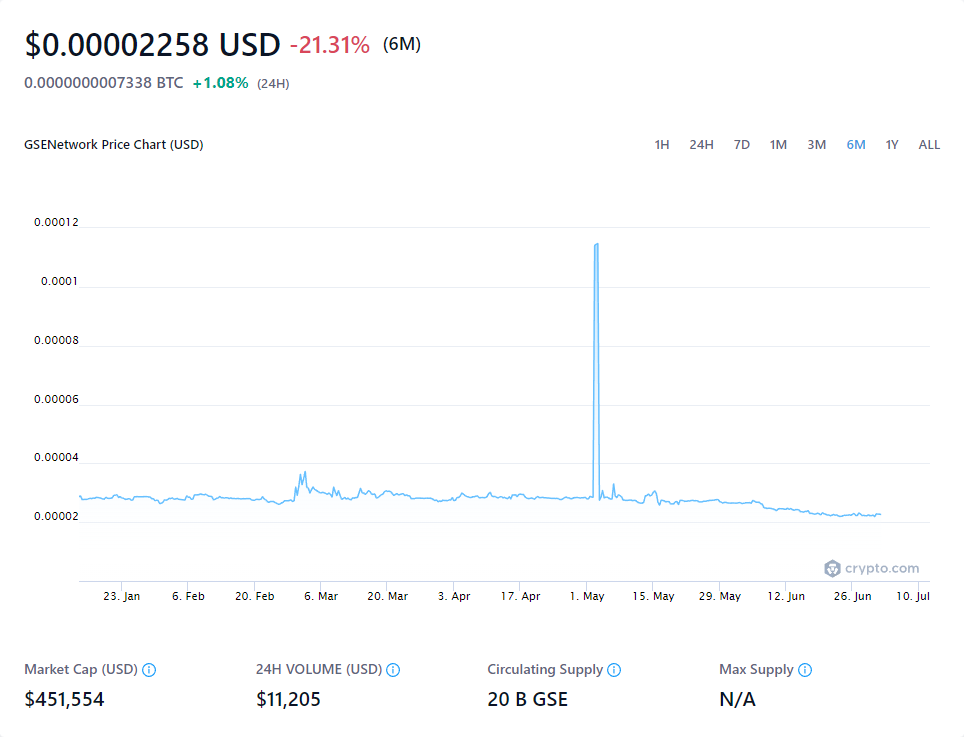 $0.00002258 USD -21.31% (6M)
0.0000000007338 BTC +1.08% (24H)
GSENetwork Price Chart (USD) 1H 24H 7D 1M 3M 6M 1Y ALL
0.00012
0.0001
0.00008
0.00006
0.00004
0.00002
crypto.com
23. Jan 6. Feb 20. Feb 6. Mar 20. Mar 3. Apr 17. Apr 1. May 15. May 29. May 12. Jun 26. Jun 10. Jul
Market Cap (USD) 24H VOLUME (USD) Circulating Supply Max Supply
$451,554 $11,205 20 B GSE N/A